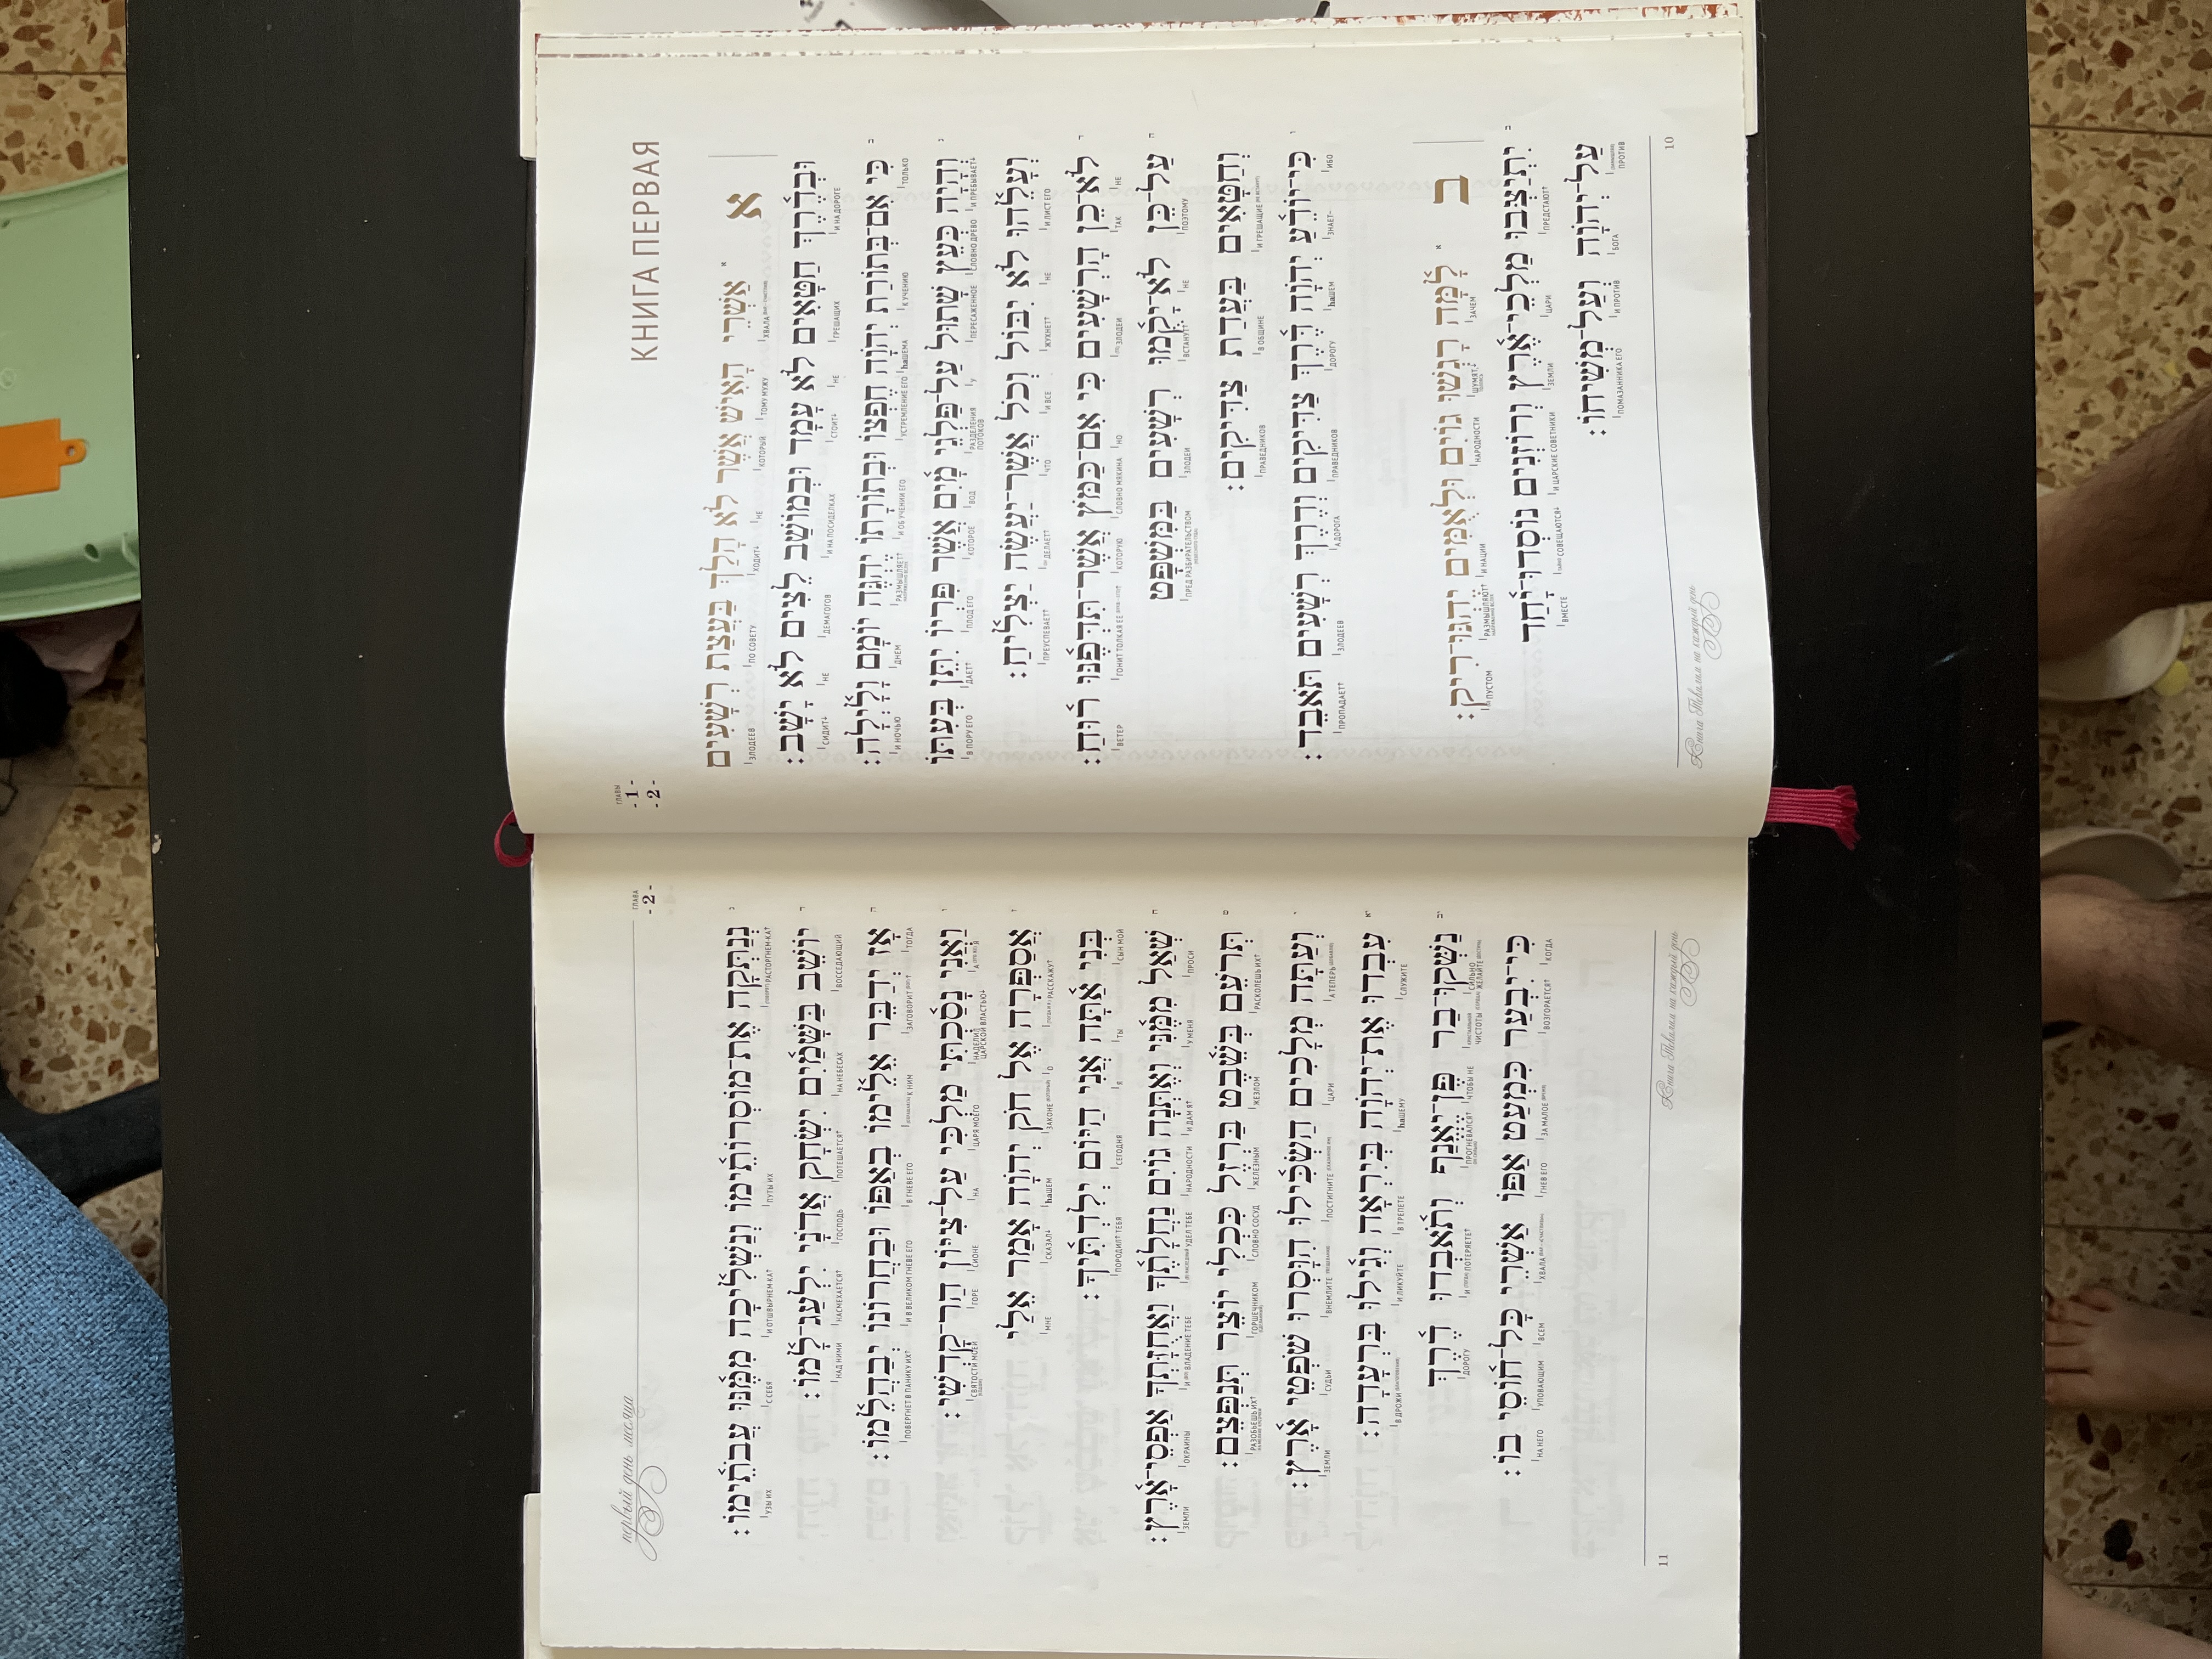 ГЛАВЫ
-1-
-2-
КНИГА ПЕРВАЯ
א א אַשְׁרֵי הָאִישׁ אֲשֶׁר לֹא הָלַךְ בַּעֲצַת רְשָׁעִים
ХВАЛА ТОМУ МУЖУ КОТОРЫЙ НЕ ХОДИТ↓ ПО СОВЕТУ ЗЛОДЕЕВ
וּבְדֶרֶךְ חַטָּאִים לֹא עָמָד וּבְמוֹשַׁב לֵצִים לֹא יָשָׁב:
И НА ДОРОГЕ ГРЕШАЩИХ НЕ СТОИТ↓ И НА ПОСИДЕЛКАХ ДЕМАГОГОВ НЕ СИДИТ↓
ב כִּי אִם־בְּתוֹרַת יְהֹוָה חֶפְצוֹ וּבְתוֹרָתוֹ יֶהְגֶּה יוֹמָם וָלָיְלָה:
ТОЛЬКО К УЧЕНИЮ haШЕМА УСТРЕМЛЕНИЕ ЕГО И ОБ УЧЕНИИ ЕГО РАЗМЫШЛЯЕТ↑ ДНЕМ И НОЧЬЮ
ג וְהָיָה כְּעֵץ שָׁתוּל עַל־פַּלְגֵי מָיִם אֲשֶׁר פִּרְיוֹ יִתֵּן בְּעִתּוֹ
И ПРЕБЫВАЕТ↓ СЛОВНО ДРЕВО ПЕРЕСАЖЕННОЕ У РАЗДЕЛЕНИЯ ПОТОКОВ ВОД КОТОРОЕ ПЛОД ЕГО ДАЕТ↑ В ПОРУ ЕГО
וְעָלֵהוּ לֹא יִבּוֹל וְכֹל אֲשֶׁר־יַעֲשֶׂה יַצְלִיחַ:
И ЛИСТ ЕГО НЕ ЖУХНЕТ↑ И ВСЕ ЧТО ДЕЛАЕТ↑ ПРЕУСПЕВАЕТ↑
ד לֹא־כֵן הָרְשָׁעִים כִּי אִם־כַּמֹּץ אֲשֶׁר־תִּדְּפֶנּוּ רוּחַ:
НЕ ТАК ЗЛОДЕИ НО СЛОВНО МЯКИНА КОТОРУЮ ГОНИТ ТОЛКАЯ ЕЕ ВЕТЕР
ה עַל־כֵּן לֹא־יָקֻמוּ רְשָׁעִים בַּמִּשְׁפָּט
ПОЭТОМУ НЕ ВСТАНУТ↑ ЗЛОДЕИ ПРЕД РАЗБИРАТЕЛЬСТВОМ
וְחַטָּאִים בַּעֲדַת צַדִּיקִים:
И ГРЕШАЩИЕ В ОБЩИНЕ ПРАВЕДНИКОВ
ו כִּי־יוֹדֵעַ יְהֹוָה דֶּרֶךְ צַדִּיקִים וְדֶרֶךְ רְשָׁעִים תֹּאבֵד:
ИБО ЗНАЕТ– haШЕМ ДОРОГУ ПРАВЕДНИКОВ А ДОРОГА ЗЛОДЕЕВ ПРОПАДАЕТ↑
ב א לָמָּה רָגְשׁוּ גוֹיִם וּלְאֻמִּים יֶהְגּוּ־רִיק:
ЗАЧЕМ ШУМЯТ↓ НАРОДНОСТИ И НАЦИИ РАЗМЫШЛЯЮТ↑ ПУСТОМ
ב יִתְיַצְּבוּ מַלְכֵי־אֶרֶץ וְרוֹזְנִים נוֹסְדוּ־יָחַד
ПРЕДСТАЮТ↑ ЦАРИ ЗЕМЛИ И ЦАРСКИЕ СОВЕТНИКИ СОВЕЩАЮТСЯ↓ ВМЕСТЕ
עַל־יְהֹוָה וְעַל־מְשִׁיחוֹ:
ПРОТИВ БОГА И ПРОТИВ ПОМАЗАННИКА ЕГО
10
Книга Теhилим на каждый день
первый день месяца
ГЛАВА
-2-
ג נְנַתְּקָה אֶת־מוֹסְרוֹתֵימוֹ וְנַשְׁלִיכָה מִמֶּנּוּ עֲבֹתֵימוֹ:
РАСТОРГНЕМ-КА↑ ПУТЫ ИХ И ОТШВЫРНЕМ-КА↑ С СЕБЯ УЗЫ ИХ
ד יוֹשֵׁב בַּשָּׁמַיִם יִשְׂחָק אֲדֹנָי יִלְעַג־לָמוֹ:
ВОССЕДАЮЩИЙ НА НЕБЕСАХ ПОТЕШАЕТСЯ↑ ГОСПОДЬ НАСМЕХАЕТСЯ↑ НАД НИМИ
ה אָז יְדַבֵּר אֵלֵימוֹ בְאַפּוֹ וּבַחֲרוֹנוֹ יְבַהֲלֵמוֹ:
ТОГДА ЗАГОВОРИТ↑ К НИМ В ГНЕВЕ ЕГО И В ВЕЛИКОМ ГНЕВЕ ЕГО ПОВЕРГНЕТ В ПАНИКУ ИХ↑
ו וַאֲנִי נָסַכְתִּי מַלְכִּי עַל־צִיּוֹן הַר־קָדְשִׁי:
А Я НАДЕЛИЛ ЦАРСКОЙ ВЛАСТЬЮ↓ ЦАРЯ МОЕГО НА СИОНЕ ГОРЕ СВЯТОСТИ МОЕЙ
ז אֲסַפְּרָה אֶל חֹק יְהֹוָה אָמַר אֵלַי
РАССКАЖУ↑ О ЗАКОНЕ haШЕМ СКАЗАЛ↓ МНЕ
בְּנִי אַתָּה אֲנִי הַיּוֹם יְלִדְתִּיךָ:
СЫН МОЙ ТЫ Я СЕГОДНЯ ПОРОДИЛ↑ ТЕБЯ
ח שְׁאַל מִמֶּנִּי וְאֶתְּנָה גוֹיִם נַחֲלָתֶךָ וַאֲחֻזָּתְךָ אַפְסֵי־אָרֶץ:
ПРОСИ У МЕНЯ И ДАМ Я↑ НАРОДНОСТИ УДЕЛ ТЕБЕ И ВЛАДЕНИЕ ТЕБЕ ОКРАИНЫ ЗЕМЛИ
ט תְּרֹעֵם בְּשֵׁבֶט בַּרְזֶל כִּכְלִי יוֹצֵר תְּנַפְּצֵם:
РАСКОЛЕШЬ ИХ↑ ЖЕЗЛОМ ЖЕЛЕЗНЫМ СЛОВНО СОСУД ГОРШЕЧНИКОМ РАЗОБЬЕШЬ ИХ↑
י וְעַתָּה מְלָכִים הַשְׂכִּילוּ הִוָּסְרוּ שֹׁפְטֵי אָרֶץ:
А ТЕПЕРЬ ЦАРИ ПОСТИГНИТЕ ВНЕМЛИТЕ СУДЬИ ЗЕМЛИ
יא עִבְדוּ אֶת־יְהֹוָה בְּיִרְאָה וְגִילוּ בִּרְעָדָה:
СЛУЖИТЕ haШЕМУ В ТРЕПЕТЕ И ЛИКУЙТЕ В ДРОЖИ
יב נַשְּׁקוּ־בַר פֶּן־יֶאֱנַף וְתֹאבְדוּ דֶרֶךְ
СИЛЬНО ЖЕЛАЙТЕ ЧИСТОТЫ ЧТОБЫ НЕ ПРОГНЕВАЛСЯ↑ И ПОТЕРЯЕТЕ↑ ДОРОГУ
כִּי־יִבְעַר כִּמְעַט אַפּוֹ אַשְׁרֵי כָּל־חוֹסֵי בוֹ:
КОГДА ВОЗГОРАЕТСЯ↑ ЗА МАЛОЕ ГНЕВ ЕГО ХВАЛА ВСЕМ УПОВАЮЩИМ НА НЕГО
Книга Теhилим на каждый день
11